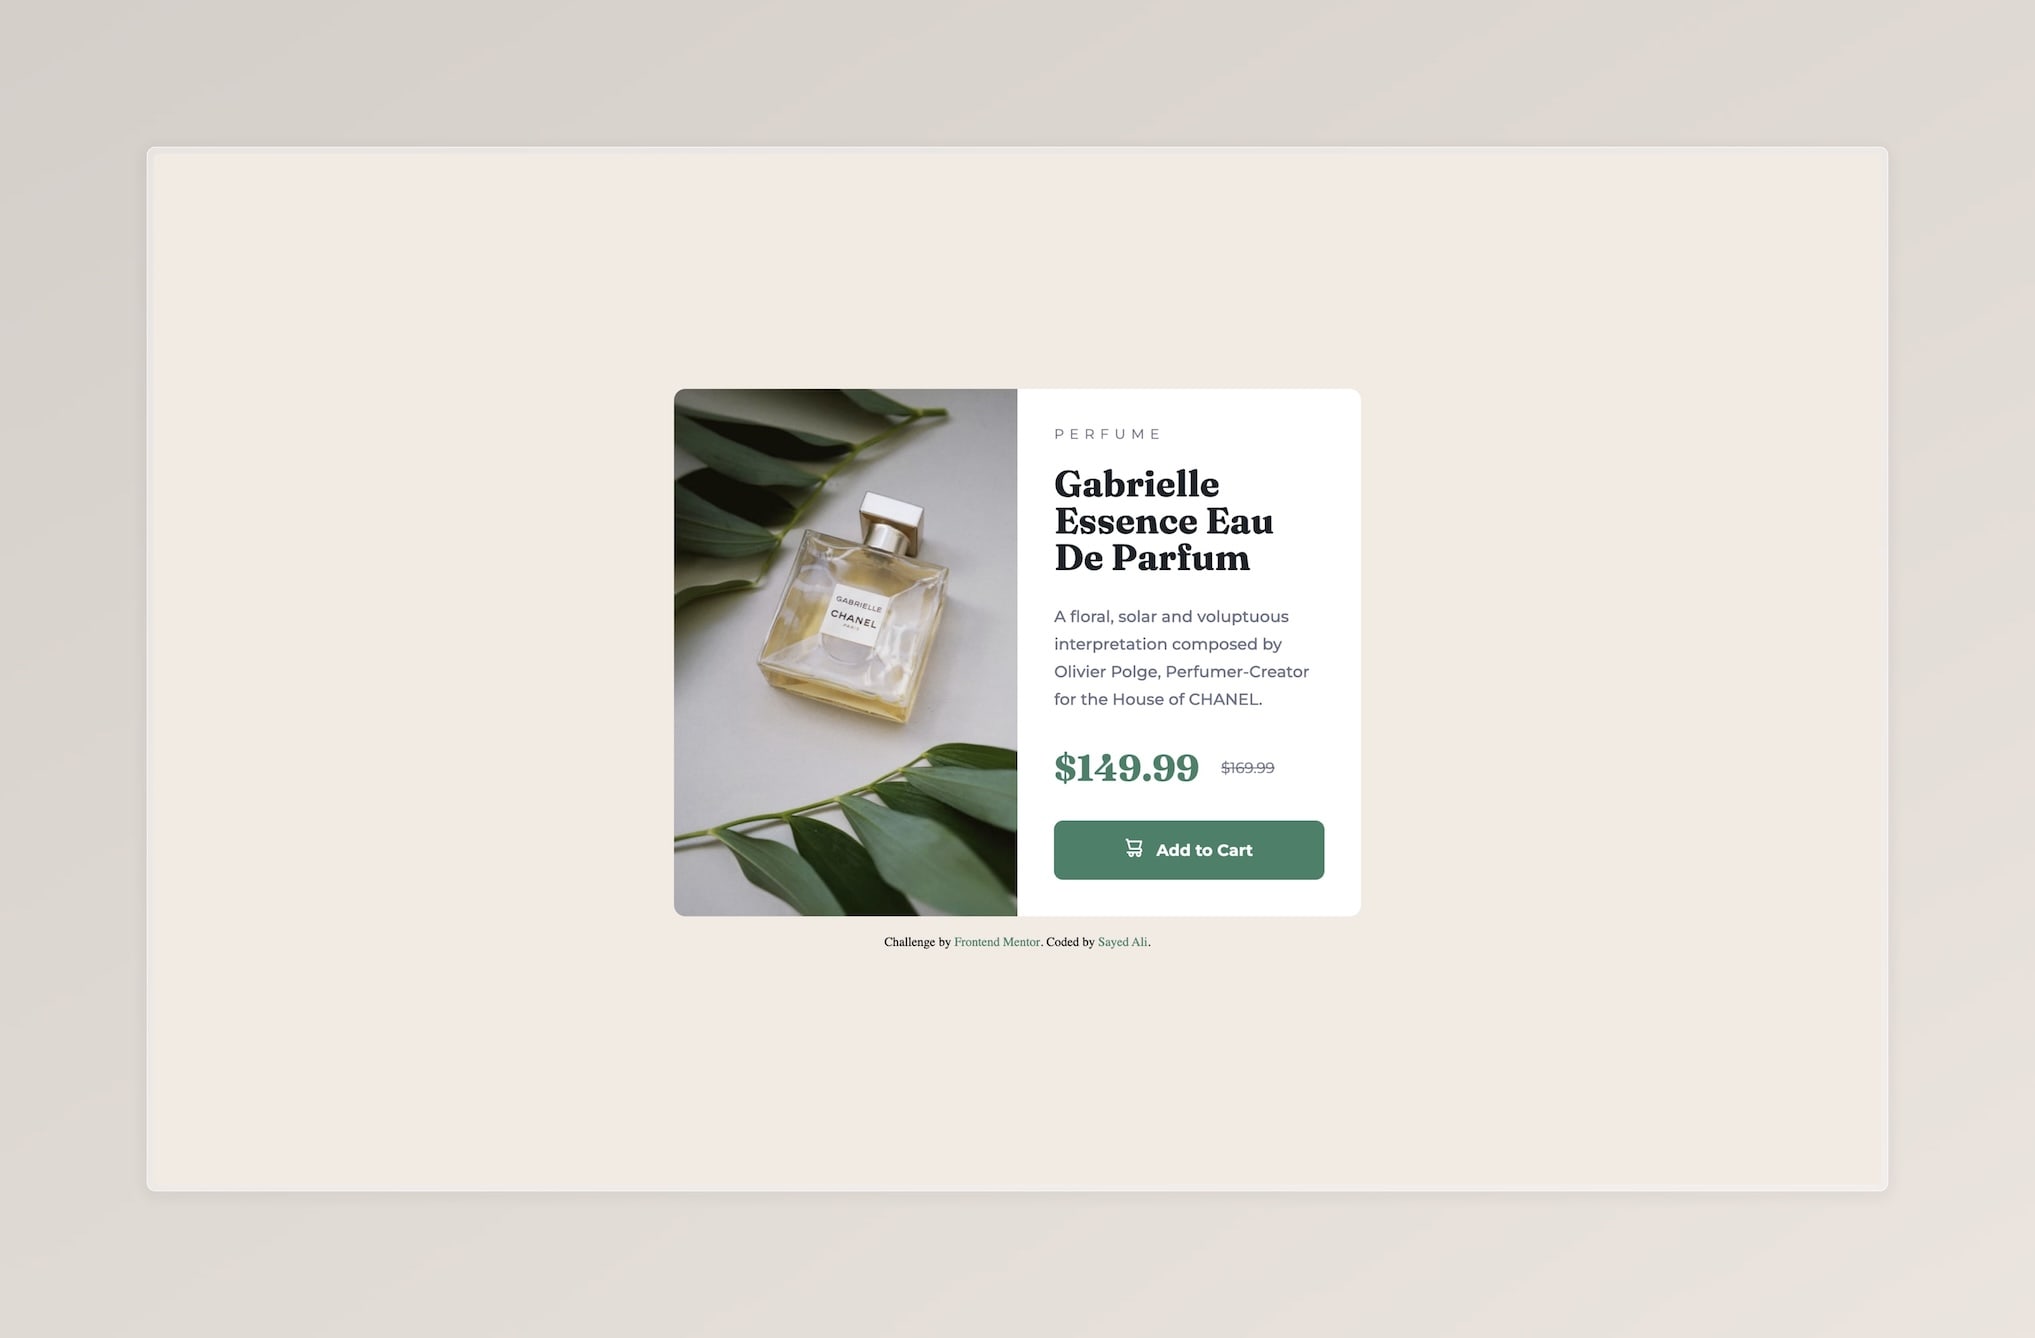 GABRIELLE
CHANEL
PARIS
PERFUME
Gabrielle
Essence Eau
De Parfum
A floral, solar and voluptuous
interpretation composed by
Olivier Polge, Perfumer-Creator
for the House of CHANEL.
$149.99 $169.99
Add to Cart
Challenge by Frontend Mentor. Coded by Sayed Ali.